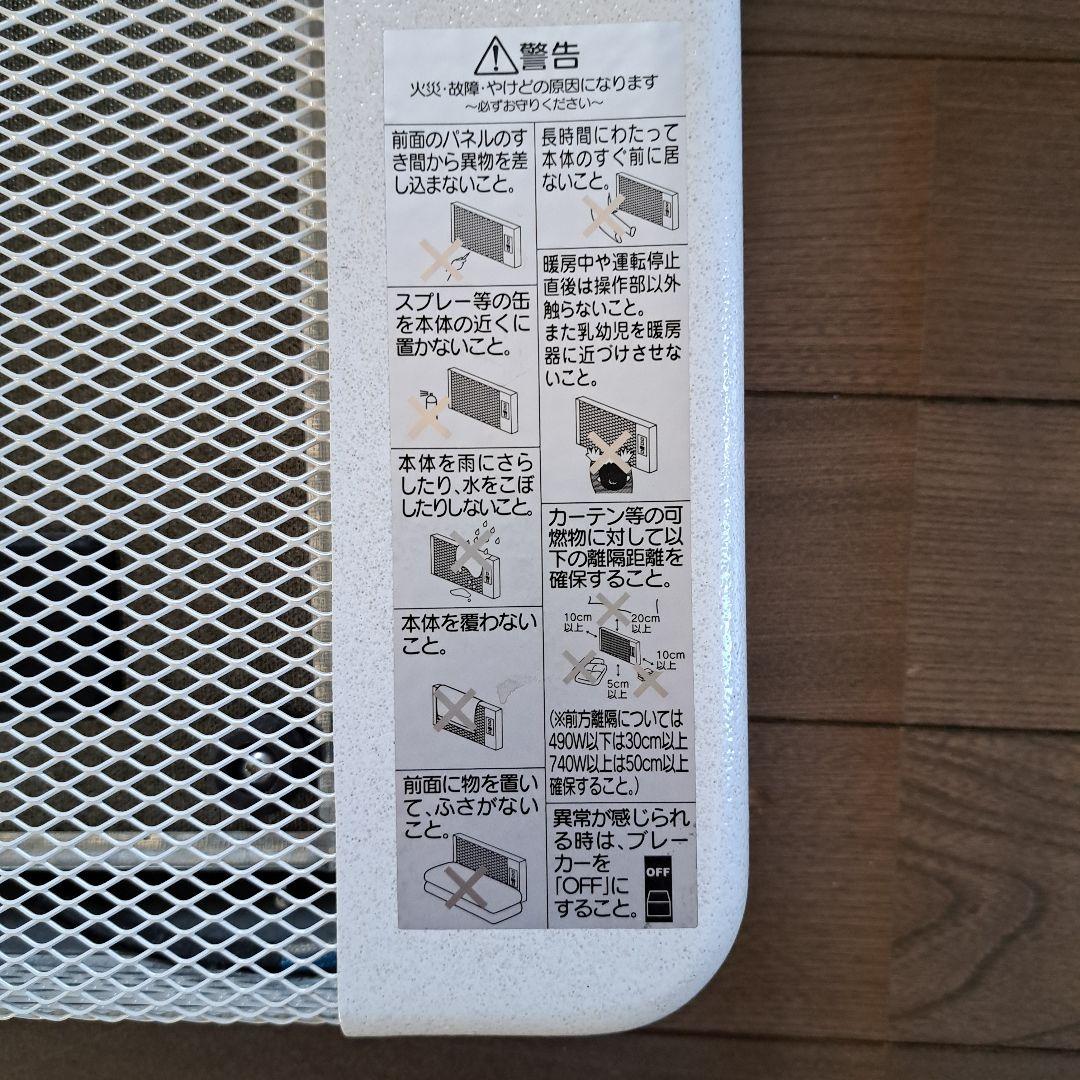 警告
火災・故障・やけどの原因になります
～必ずお守りください～
前面のパネルのす
き間から異物を差
し込まないこと。
スプレー等の缶
を本体の近くに
置かないこと。
本体を雨にさら
したり、水をこぼ
したりしないこと。
本体を覆わない
こと。
前面に物を置い
て、ふさがない
こと。
長時間にわたって
本体のすぐ前に居
ないこと。
暖房中や運転停止
直後は操作部以外
触らないこと。
また乳幼児を暖房
器に近づけさせな
いこと。
カーテン等の可
燃物に対して以
下の離隔距離を
確保すること。
10cm
以上
20cm
以上
10cm
以上
5cm
以上
(※前方離隔については
490W以下は30cm以上
740W以上は50cm以上
確保すること。)
異常が感じられ
る時は、ブレー
カーを
「OFF」に
すること。
OFF